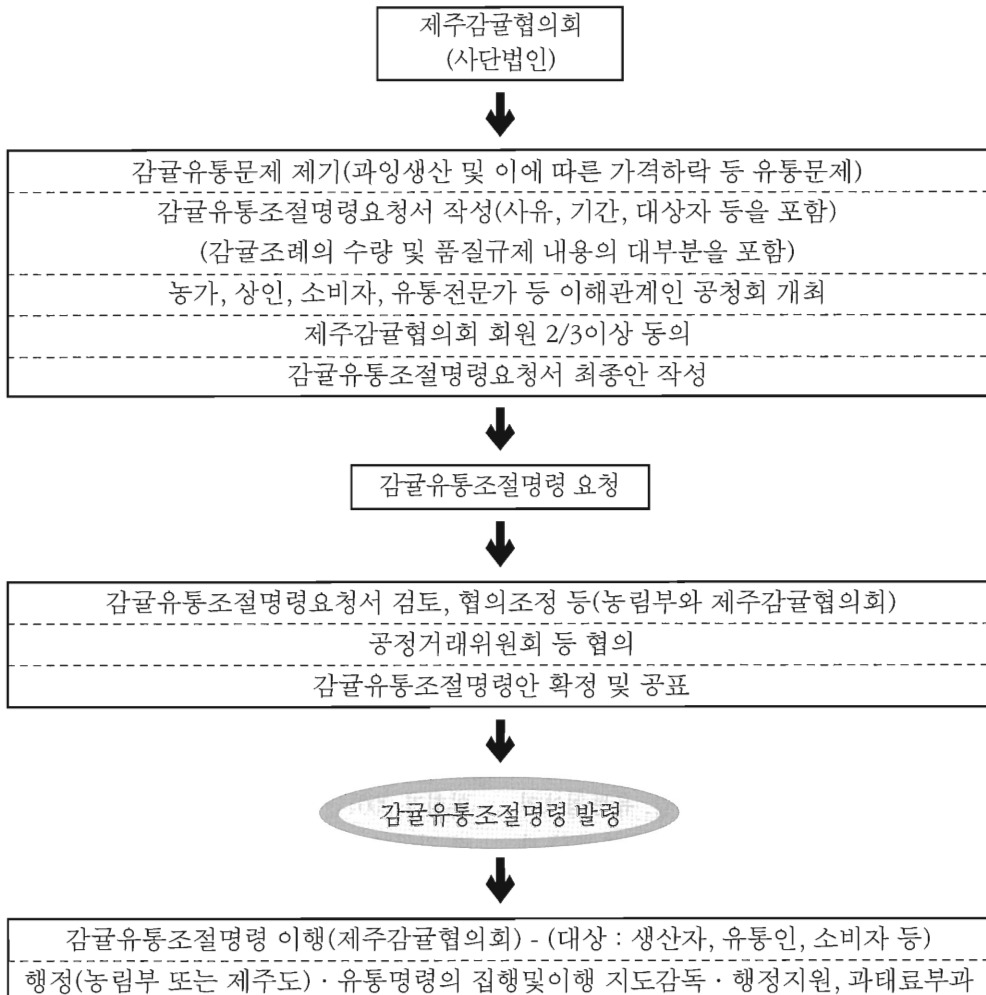 제주감귤협의회
(사단법인)
감귤유통문제 제기(과잉생산 및 이에 따른 가격하락 등 유통문제)
감귤유통조절명령요청서 작성(사유, 기간, 대상자 등을 포함)
(감귤조례의 수량 및 품질규제 내용의 대부분을 포함)
농가, 상인, 소비자, 유통전문가 등 이해관계인 공청회 개최
제주감귤협의회 회원 2/3이상 동의
감귤유통조절명령요청서 최종안 작성
감귤유통조절명령 요청
감귤유통조절명령요청서 검토, 협의조정 등(농림부와 제주감귤협의회)
공정거래위원회 등 협의
감귤유통조절명령안 확정 및 공표
감귤유통조절명령 발령
감귤유통조절명령 이행(제주감귤협의회) - (대상 : 생산자, 유통인, 소비자 등)
행정(농림부 또는 제주도) · 유통명령의 집행및이행 지도감독 · 행정지원, 과태료부과